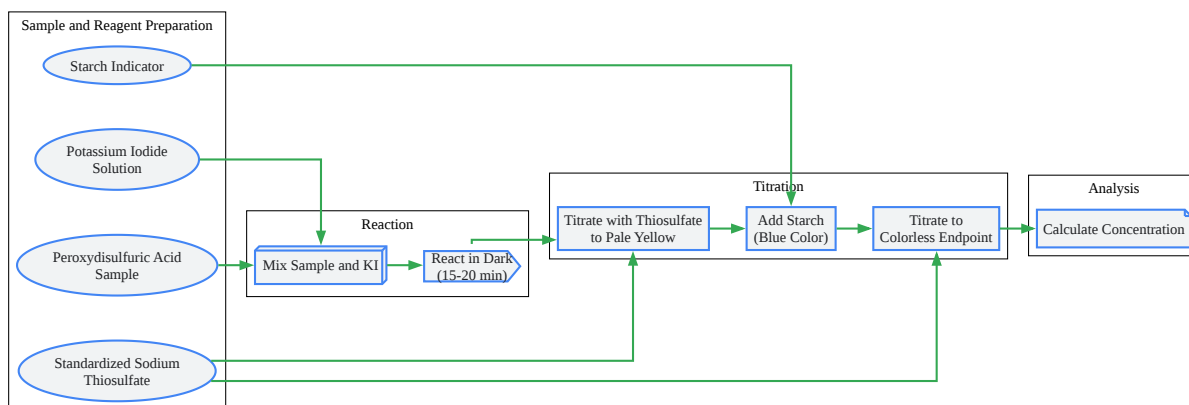 Sample and Reagent Preparation
Starch Indicator
Potassium Iodide
Solution
Peroxydisulfuric Acid
Sample
Standardized Sodium
Thiosulfate
Reaction
Mix Sample and KI
React in Dark
(15-20 min)
Titration
Titrate with Thiosulfate
to Pale Yellow
Add Starch
(Blue Color)
Titrate to
Colorless Endpoint
Analysis
Calculate Concentration